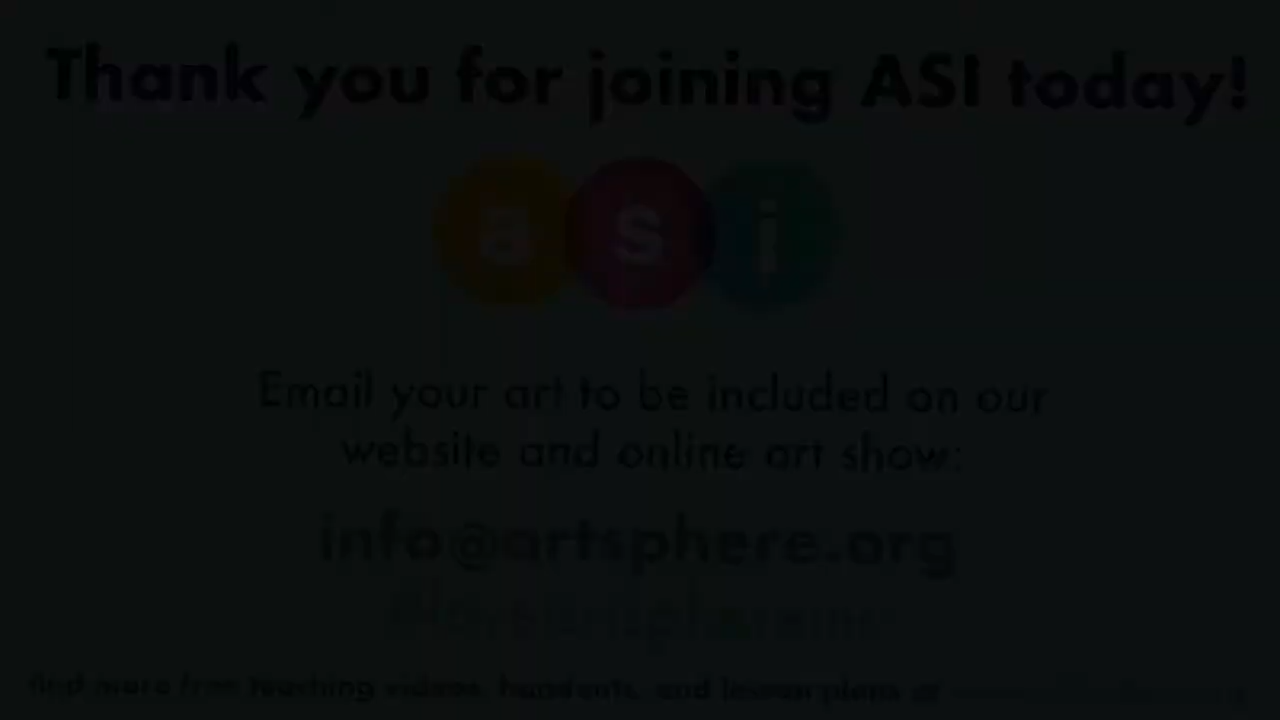 Thank you for joining ASI today!
a s i
Email your art to be included on our
website and online art show:
info@artsphere.org
find more free teaching videos, handouts, and lesson plans at